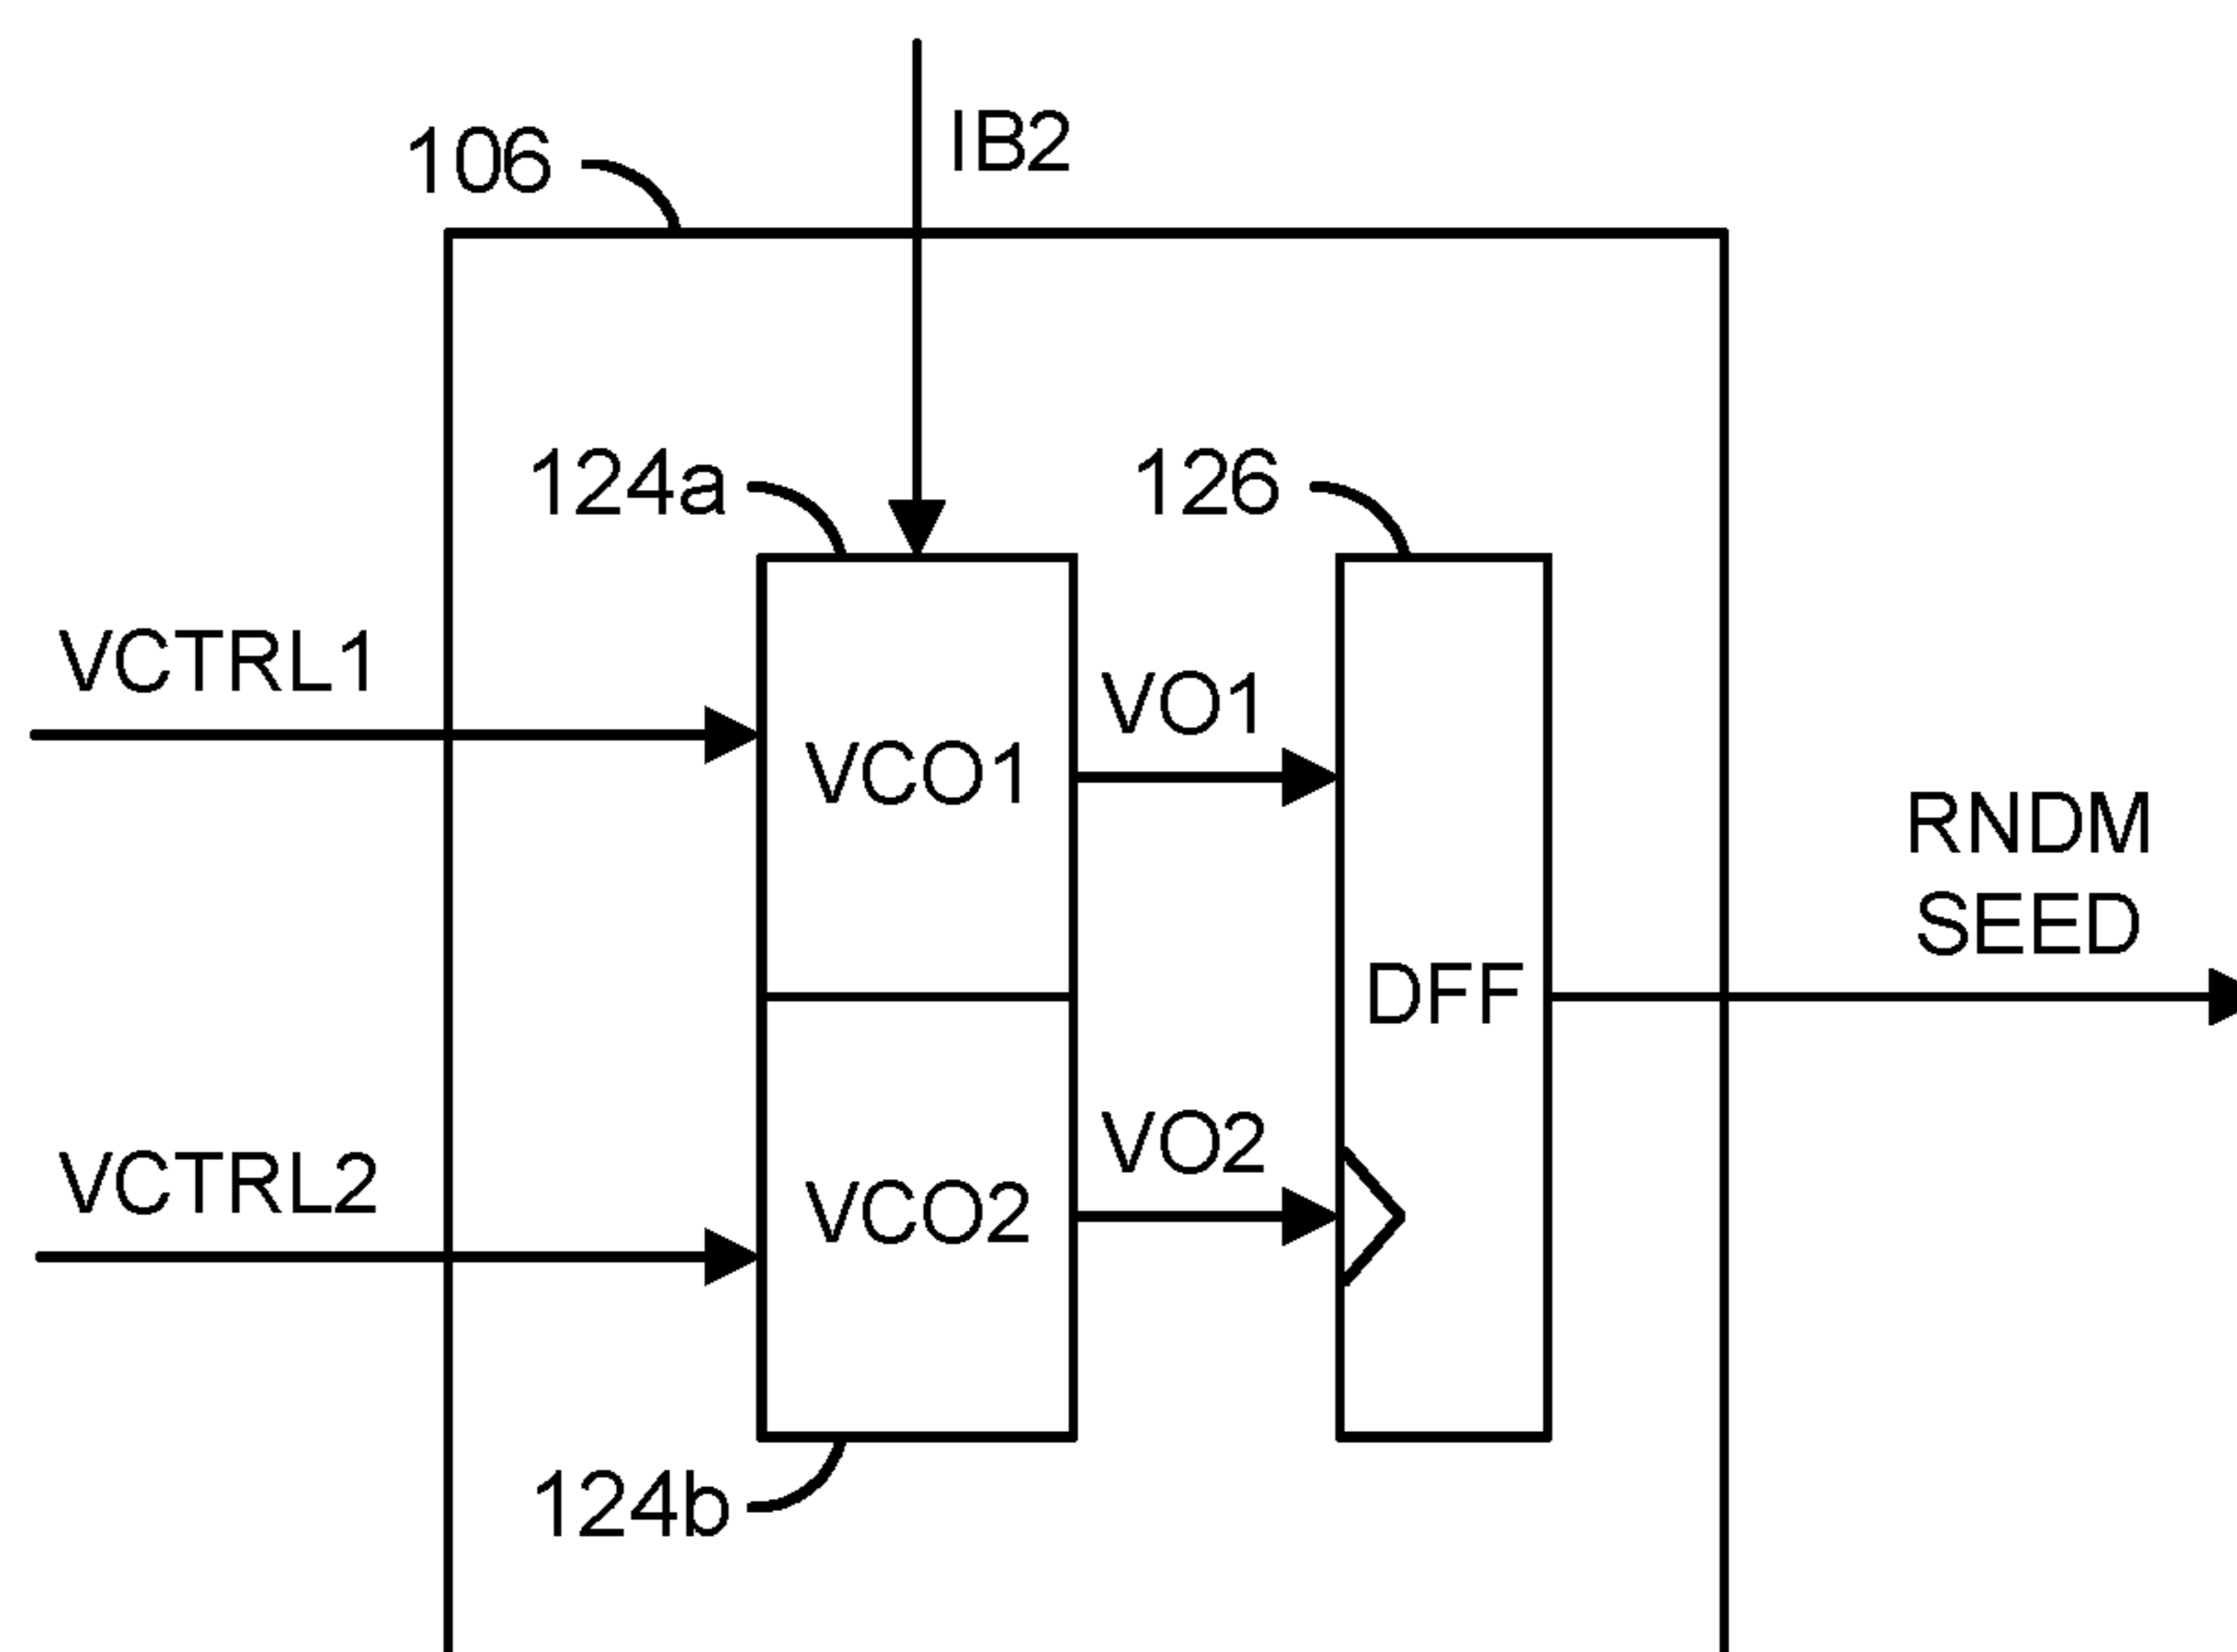 IB2
106
124a
126
VCTRL1
VO1
VCO1
RNDM
SEED
DFF
VO2
VCTRL2
VCO2
124b